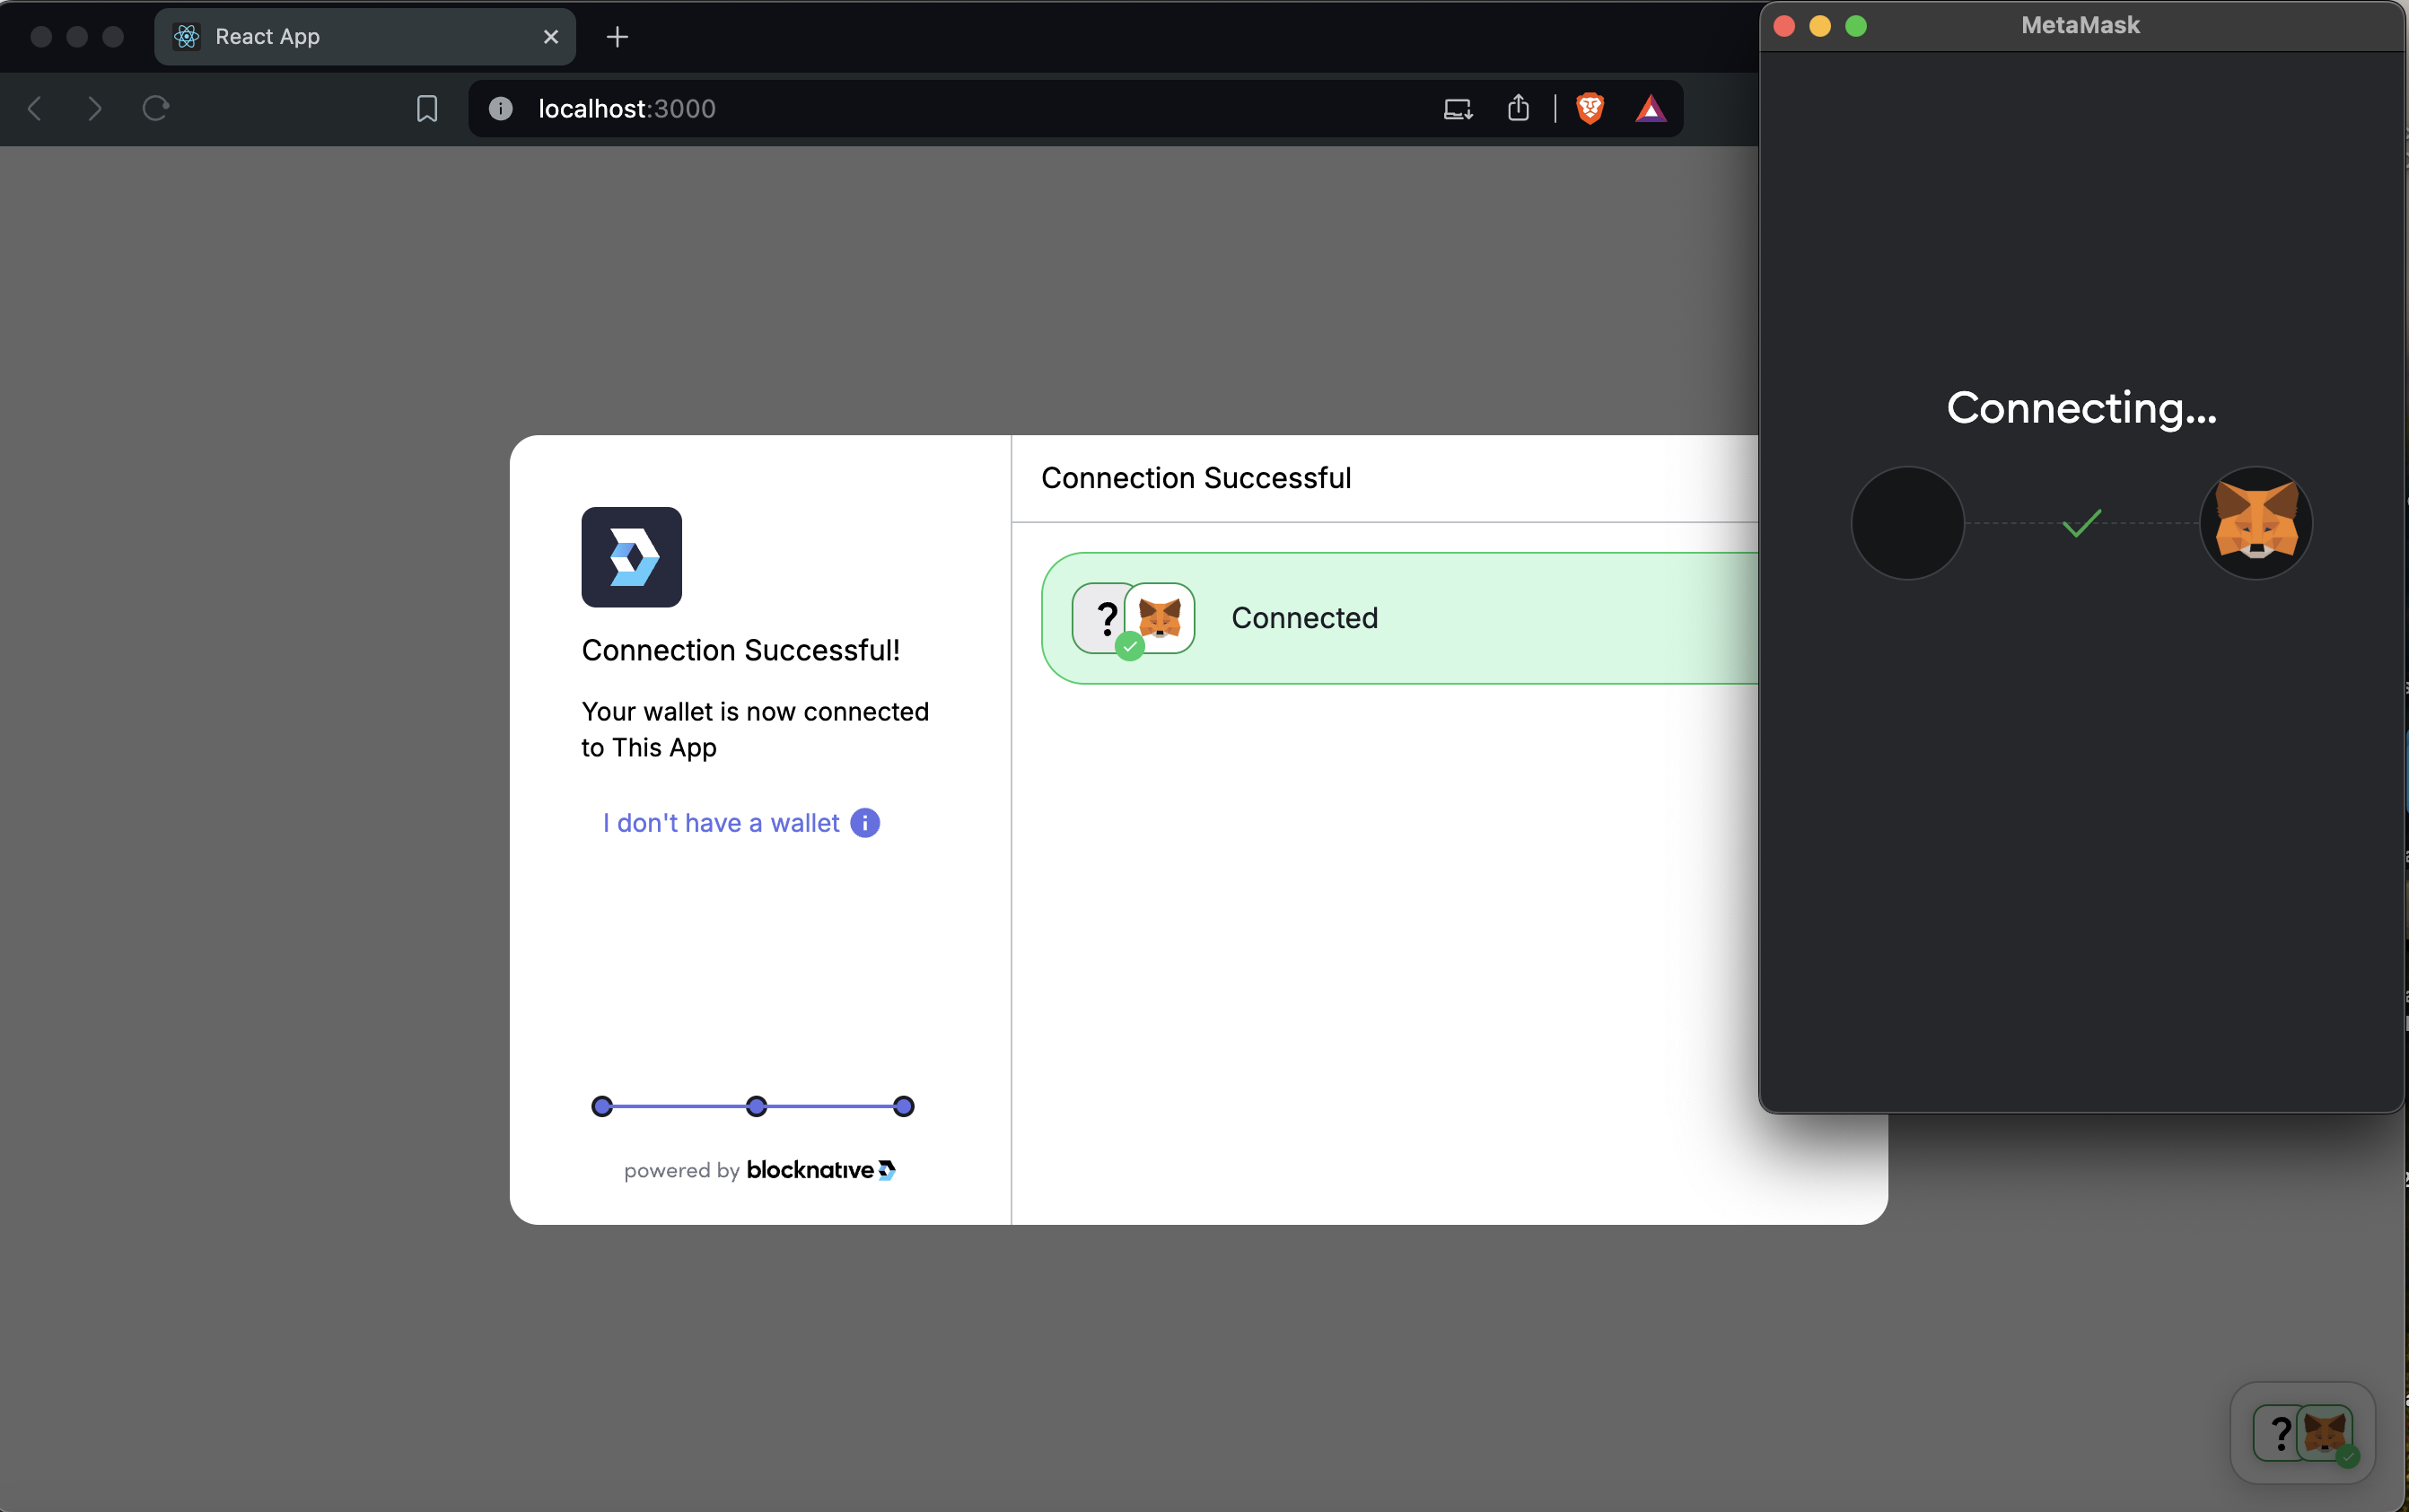 React App
MetaMask
localhost:3000
Connecting...
Connection Successful
?
Connected
Connection Successful!
Your wallet is now connected
to This App
I don't have a wallet
powered by blocknative
?